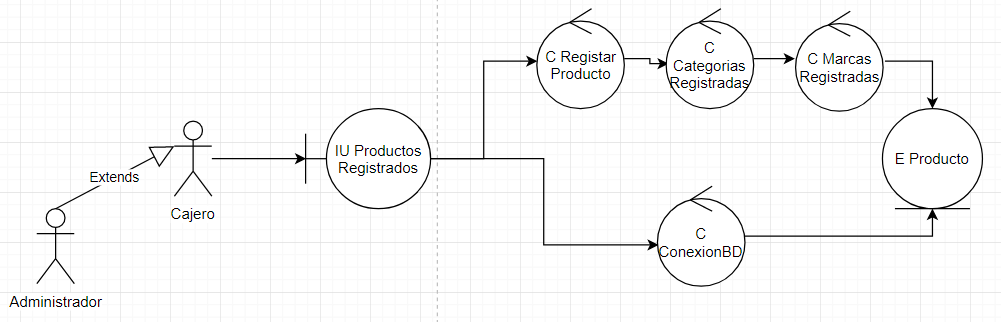 Administrador
Extends
Cajero
IU Productos
Registrados
C Registar
Producto
C
Categorias
Registradas
C Marcas
Registradas
C
ConexionBD
E Producto